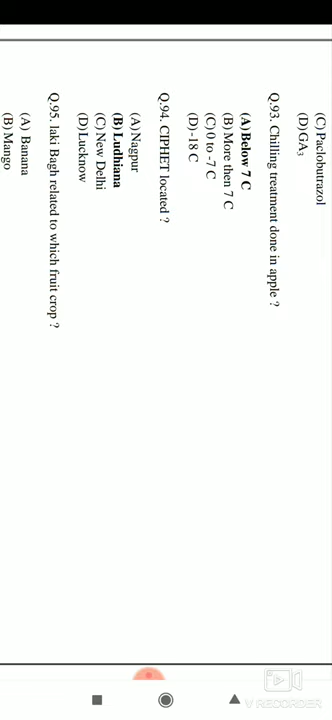 (C) Paclobutrazol
(D) GA3
Q.93. Chilling treatment done in apple ?
(A) Below 7 C
(B) More then 7 C
(C) 0 to -7 C
(D) -18 C
Q.94. CIPHET located ?
(A) Nagpur
(B) Ludhiana
(C) New Delhi
(D) Lucknow
Q.95. laki Bagh related to which fruit crop ?
(A) Banana
(B) Mango
V RECORDER